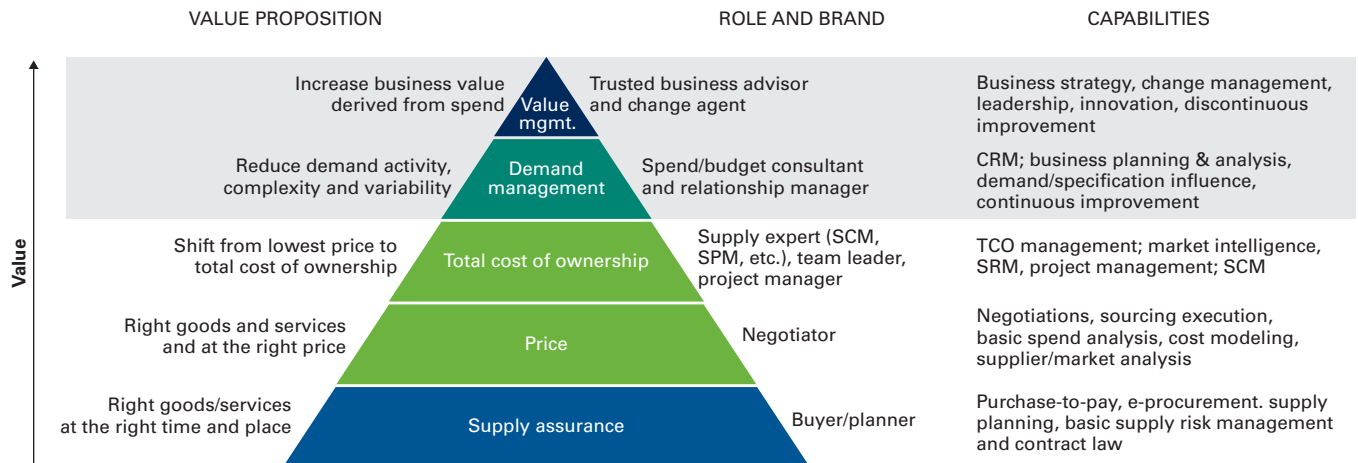 VALUE PROPOSITION
ROLE AND BRAND
CAPABILITIES
Value
Increase business value
derived from spend
Value
mgmt.
Trusted business advisor
and change agent
Business strategy, change management,
leadership, innovation, discontinuous
improvement
Reduce demand activity,
complexity and variability
Demand
management
Spend/budget consultant
and relationship manager
CRM; business planning & analysis,
demand/specification influence,
continuous improvement
Shift from lowest price to
total cost of ownership
Total cost of ownership
Supply expert (SCM,
SPM, etc.), team leader,
project manager
TCO management; market intelligence,
SRM, project management; SCM
Right goods and services
and at the right price
Price
Negotiator
Negotiations, sourcing execution,
basic spend analysis, cost modeling,
supplier/market analysis
Right goods/services
at the right time and place
Supply assurance
Buyer/planner
Purchase-to-pay, e-procurement. supply
planning, basic supply risk management
and contract law